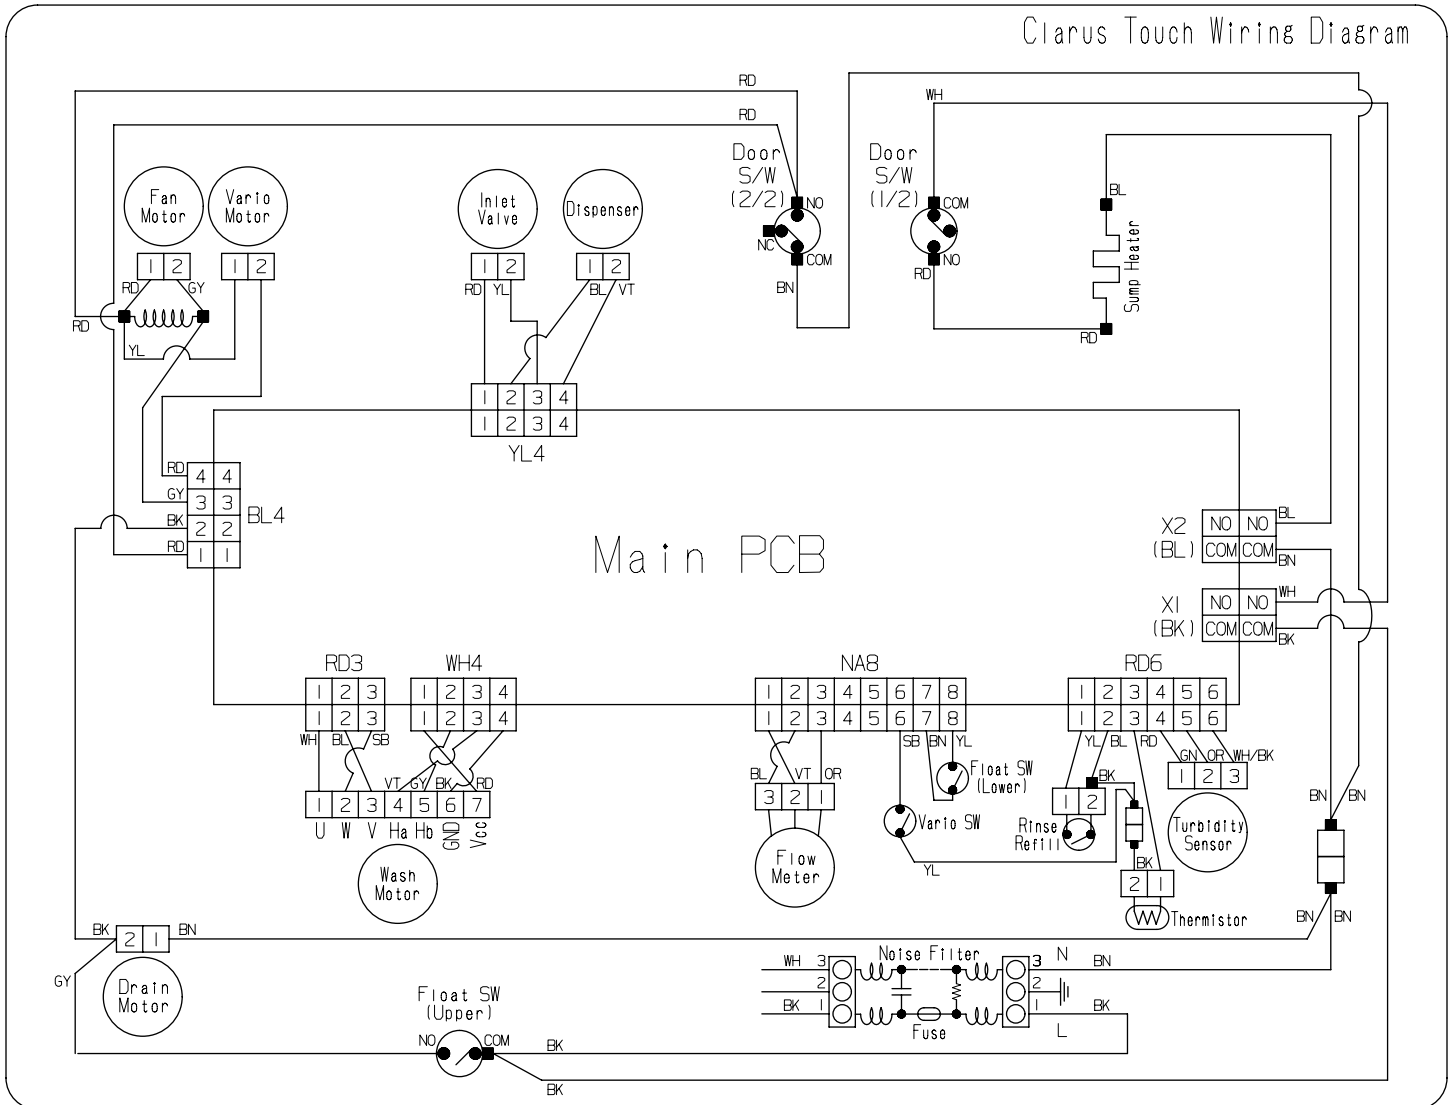 Clarus Touch Wiring Diagram
RD
RD
WH
Door
S/W
(2/2)
Door
S/W
(1/2)
Fan
Motor
Vario
Motor
Inlet
Valve
Dispenser
NO
NC
COM
BN
COM
NO
RD
BL
Sump Heater
RD
1 2
1 2
1 2
1 2
RD GY
RD YL
BL VT
RD
YL
1 2 3 4
1 2 3 4
YL4
RD 4 4
GY 3 3
BK 2 2
RD 1 1
BL4
Main PCB
X2
(BL)
NO NO BL
COM COM BN
X1
(BK)
NO NO WH
COM COM BK
RD3
1 2 3
1 2 3
WH BL SB
WH4
1 2 3 4
1 2 3 4
VT GY BK RD
1 2 3 4 5 6 7
U W V Ha Hb GND Vcc
Wash
Motor
NA8
1 2 3 4 5 6 7 8
1 2 3 4 5 6 7 8
SB BN YL
BL VT OR
3 2 1
Flow
Meter
Float SW
(Lower)
Vario SW
YL
RD6
1 2 3 4 5 6
1 2 3 4 5 6
YL BL RD
GN OR WH/BK
BK
1 2
Rinse
Refill
1 2 3
Turbidity
Sensor
BK
2 1
Thermistor
BN BN
BN BN
BK 2 1 BN
Drain
Motor
GY
Float SW
(Upper)
NO COM
BK
BK
Noise Filter
WH 3
2
BK 1
Fuse
3 N BN
2
1 L BK